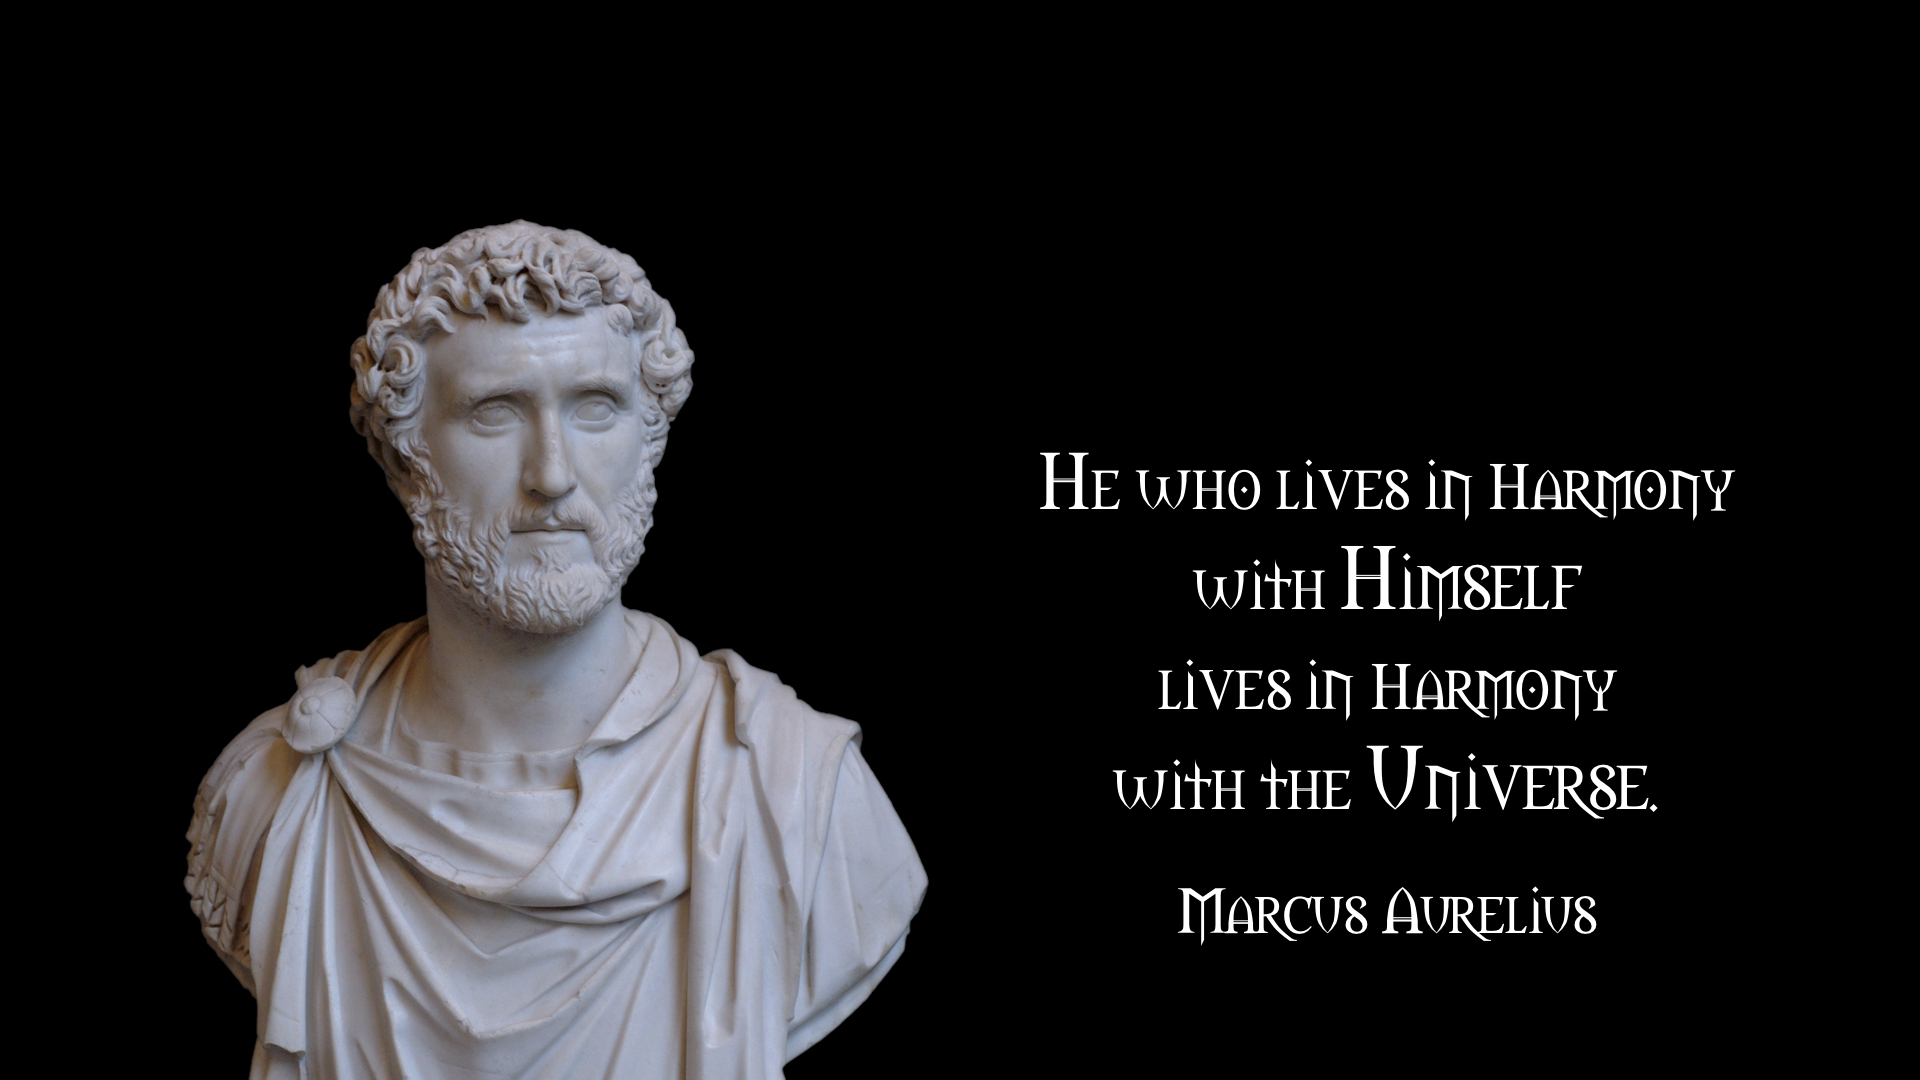 He who lives in Harmony
with Himself
lives in Harmony
with the Universe.
Marcus Aurelius